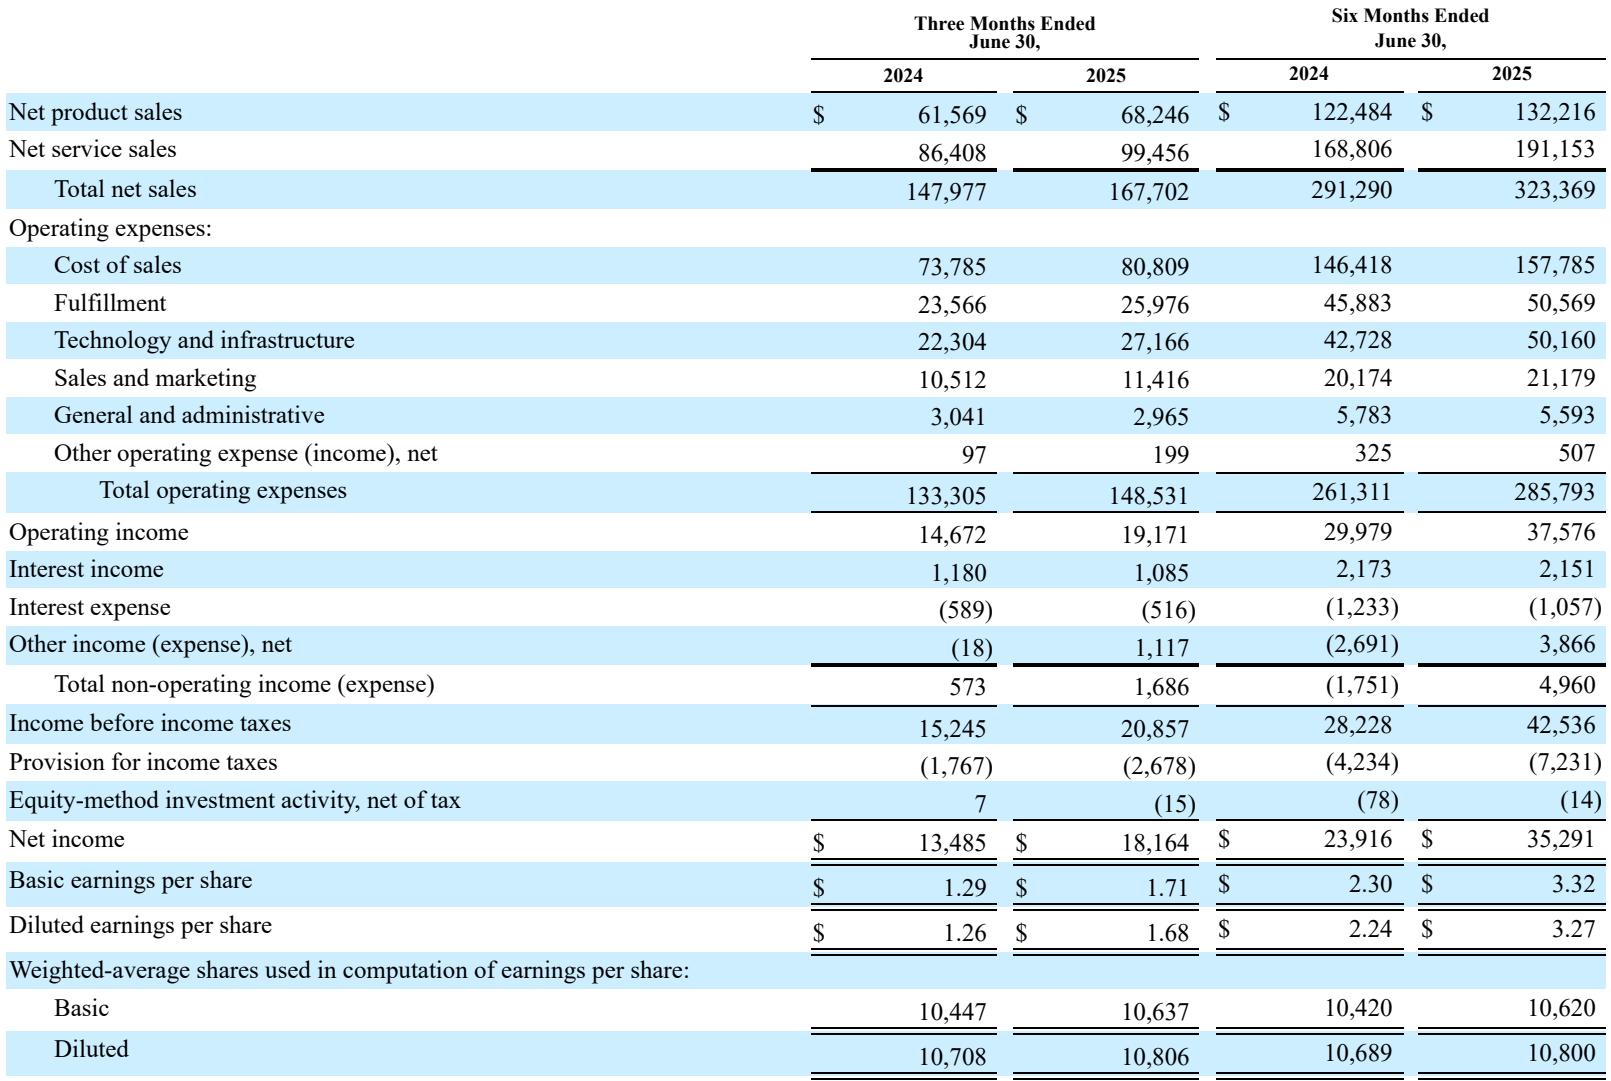 Three Months Ended
June 30,
Six Months Ended
June 30,
2024 2025 2024 2025
Net product sales $ 61,569 $ 68,246 $ 122,484 $ 132,216
Net service sales 86,408 99,456 168,806 191,153
Total net sales 147,977 167,702 291,290 323,369
Operating expenses:
Cost of sales 73,785 80,809 146,418 157,785
Fulfillment 23,566 25,976 45,883 50,569
Technology and infrastructure 22,304 27,166 42,728 50,160
Sales and marketing 10,512 11,416 20,174 21,179
General and administrative 3,041 2,965 5,783 5,593
Other operating expense (income), net 97 199 325 507
Total operating expenses 133,305 148,531 261,311 285,793
Operating income 14,672 19,171 29,979 37,576
Interest income 1,180 1,085 2,173 2,151
Interest expense (589) (516) (1,233) (1,057)
Other income (expense), net (18) 1,117 (2,691) 3,866
Total non-operating income (expense) 573 1,686 (1,751) 4,960
Income before income taxes 15,245 20,857 28,228 42,536
Provision for income taxes (1,767) (2,678) (4,234) (7,231)
Equity-method investment activity, net of tax 7 (15) (78) (14)
Net income $ 13,485 $ 18,164 $ 23,916 $ 35,291
Basic earnings per share $ 1.29 $ 1.71 $ 2.30 $ 3.32
Diluted earnings per share $ 1.26 $ 1.68 $ 2.24 $ 3.27
Weighted-average shares used in computation of earnings per share:
Basic 10,447 10,637 10,420 10,620
Diluted 10,708 10,806 10,689 10,800